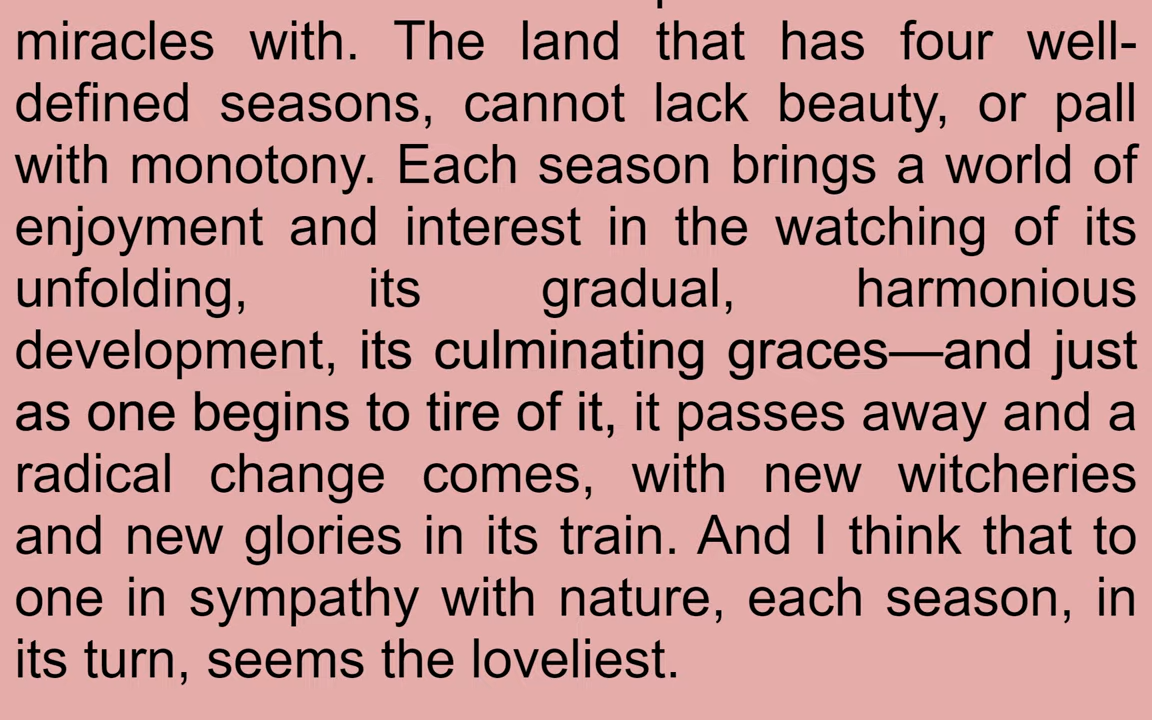 miracles with. The land that has four well-
defined seasons, cannot lack beauty, or pall
with monotony. Each season brings a world of
enjoyment and interest in the watching of its
unfolding, its gradual, harmonious
development, its culminating graces—and just
as one begins to tire of it, it passes away and a
radical change comes, with new witcheries
and new glories in its train. And I think that to
one in sympathy with nature, each season, in
its turn, seems the loveliest.